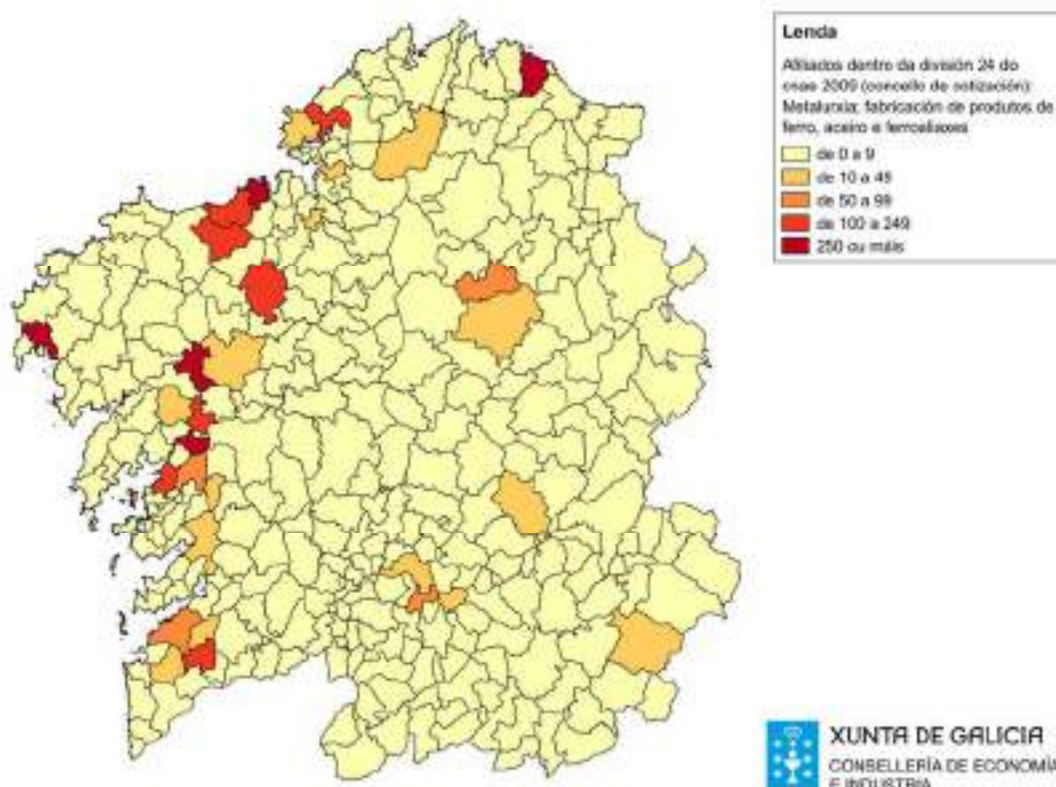 Lenda
Afiliados dentro da división 24 do
cnae 2009 (concello de cotización):
Metalurxia; fabricación de produtos de
ferro, aceiro e ferroaliaxes
de 0 a 9
de 10 a 49
de 50 a 99
de 100 a 249
250 ou máis
XUNTA DE GALICIA
CONSELLERÍA DE ECONOMÍA
E INDUSTRIA